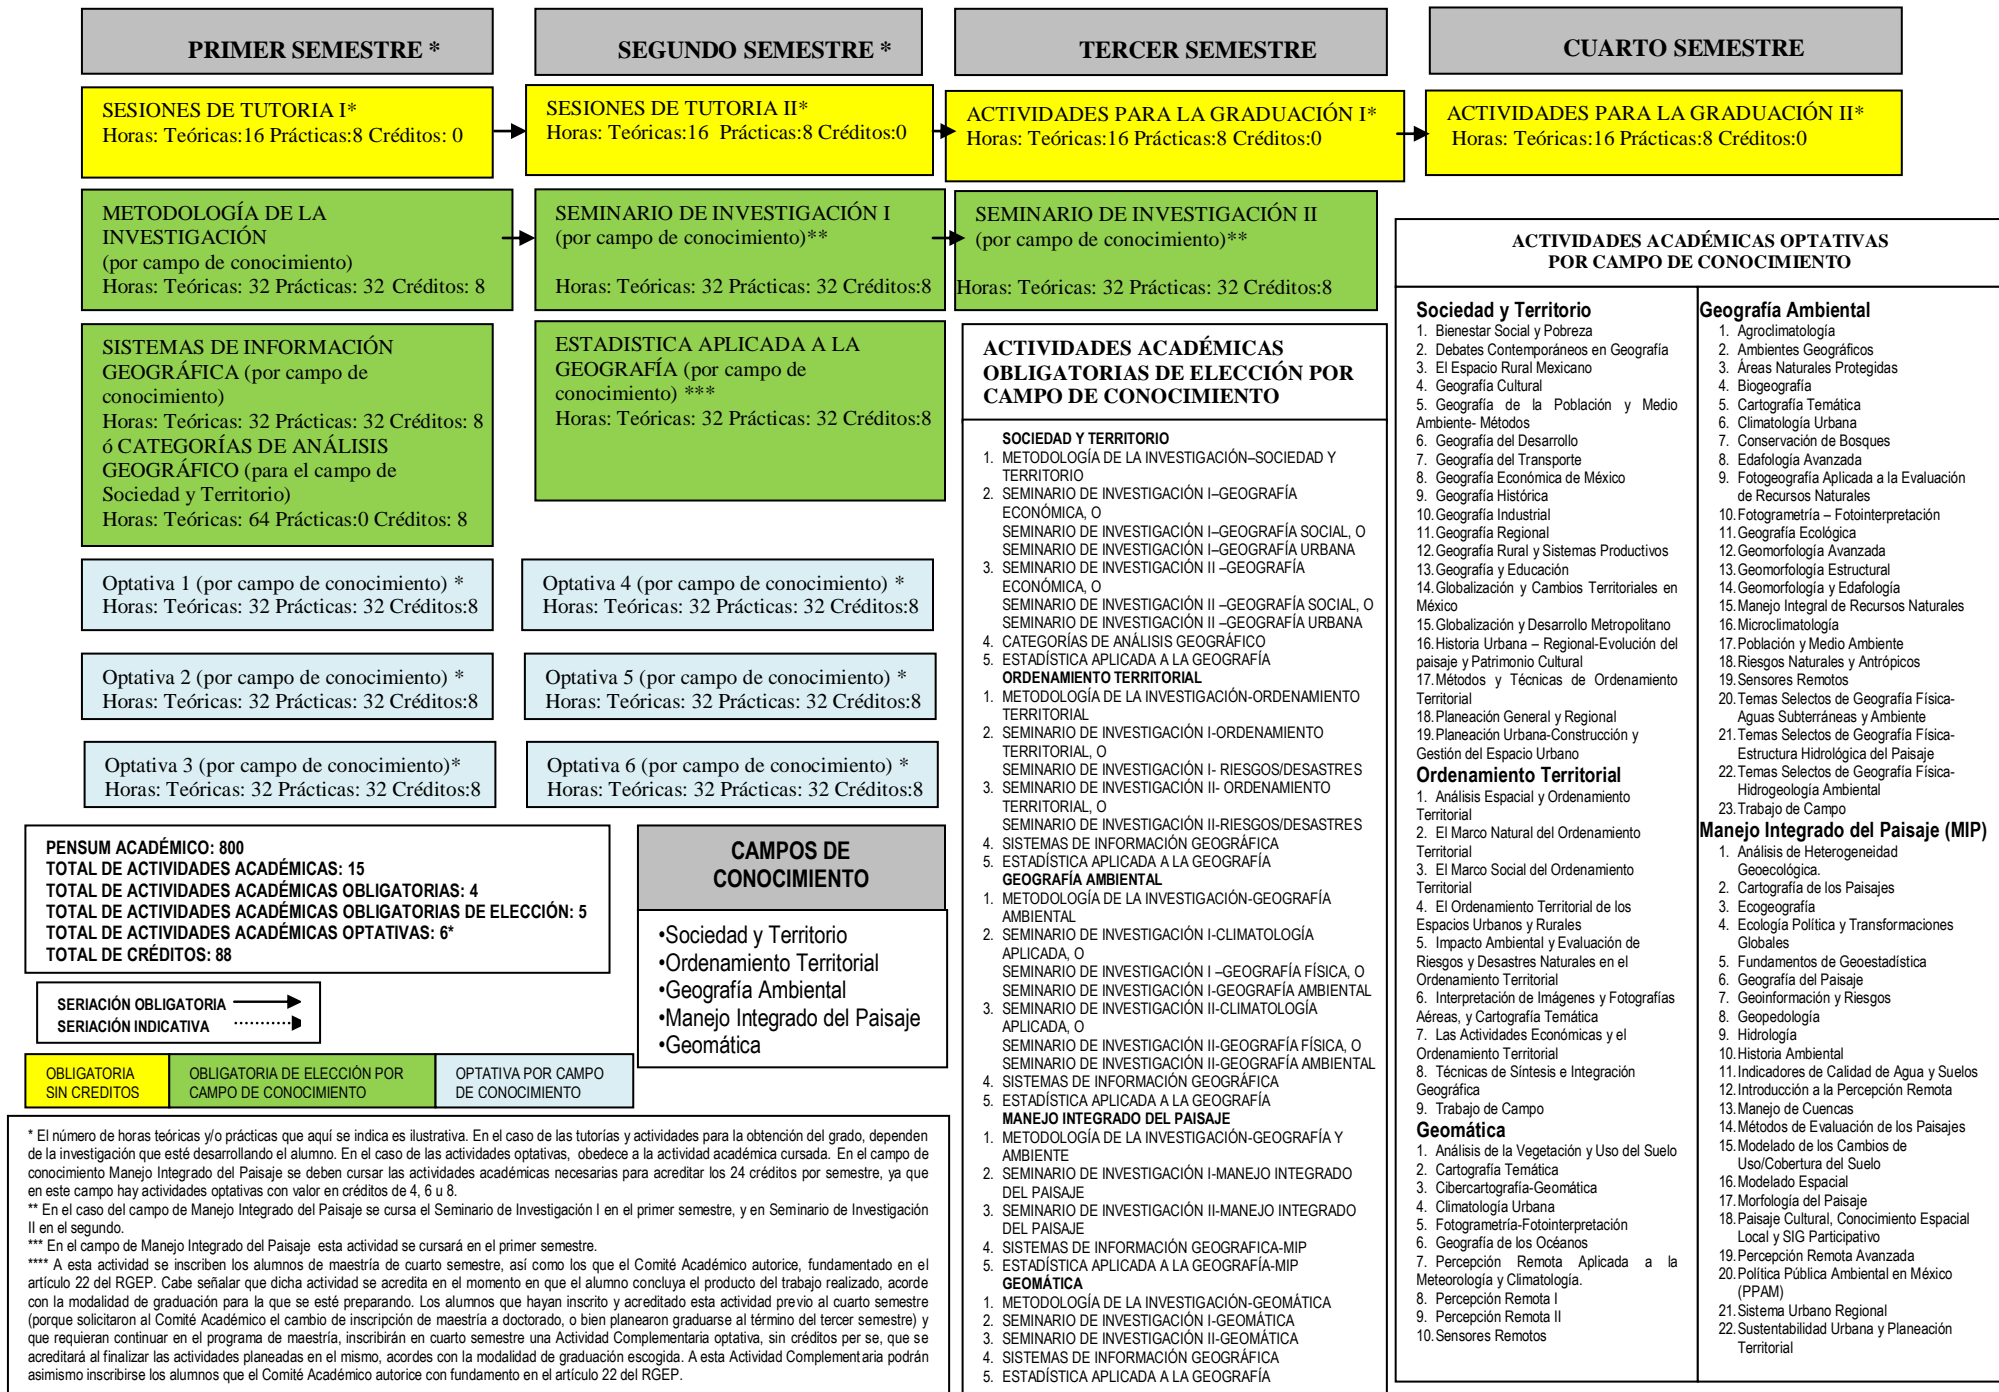 PRIMER SEMESTRE *
SEGUNDO SEMESTRE *
TERCER SEMESTRE
CUARTO SEMESTRE
SESIONES DE TUTORIA I*
Horas: Teóricas:16 Prácticas:8 Créditos: 0
SESIONES DE TUTORIA II*
Horas: Teóricas:16 Prácticas:8 Créditos:0
ACTIVIDADES PARA LA GRADUACIÓN I*
Horas: Teóricas:16 Prácticas:8 Créditos:0
ACTIVIDADES PARA LA GRADUACIÓN II*
Horas: Teóricas:16 Prácticas:8 Créditos:0
METODOLOGÍA DE LA
INVESTIGACIÓN
(por campo de conocimiento)
Horas: Teóricas: 32 Prácticas: 32 Créditos: 8
SEMINARIO DE INVESTIGACIÓN I
(por campo de conocimiento)**
Horas: Teóricas: 32 Prácticas: 32 Créditos:8
SEMINARIO DE INVESTIGACIÓN II
(por campo de conocimiento)**
Horas: Teóricas: 32 Prácticas: 32 Créditos:8
SISTEMAS DE INFORMACIÓN
GEOGRÁFICA (por campo de
conocimiento)
Horas: Teóricas: 32 Prácticas: 32 Créditos: 8
ó CATEGORÍAS DE ANÁLISIS
GEOGRÁFICO (para el campo de
Sociedad y Territorio)
Horas: Teóricas: 64 Prácticas:0 Créditos: 8
ESTADISTICA APLICADA A LA
GEOGRAFÍA (por campo de
conocimiento) ***
Horas: Teóricas: 32 Prácticas: 32 Créditos:8
Optativa 1 (por campo de conocimiento) *
Horas: Teóricas: 32 Prácticas: 32 Créditos:8
Optativa 4 (por campo de conocimiento) *
Horas: Teóricas: 32 Prácticas: 32 Créditos:8
Optativa 2 (por campo de conocimiento) *
Horas: Teóricas: 32 Prácticas: 32 Créditos:8
Optativa 5 (por campo de conocimiento) *
Horas: Teóricas: 32 Prácticas: 32 Créditos:8
Optativa 3 (por campo de conocimiento)*
Horas: Teóricas: 32 Prácticas: 32 Créditos:8
Optativa 6 (por campo de conocimiento) *
Horas: Teóricas: 32 Prácticas: 32 Créditos:8
PENSUM ACADÉMICO: 800
TOTAL DE ACTIVIDADES ACADÉMICAS: 15
TOTAL DE ACTIVIDADES ACADÉMICAS OBLIGATORIAS: 4
TOTAL DE ACTIVIDADES ACADÉMICAS OBLIGATORIAS DE ELECCIÓN: 5
TOTAL DE ACTIVIDADES ACADÉMICAS OPTATIVAS: 6*
TOTAL DE CRÉDITOS: 88
SERIACIÓN OBLIGATORIA
SERIACIÓN INDICATIVA
OBLIGATORIA
SIN CREDITOS
OBLIGATORIA DE ELECCIÓN POR
CAMPO DE CONOCIMIENTO
OPTATIVA POR CAMPO
DE CONOCIMIENTO
CAMPOS DE
CONOCIMIENTO
•Sociedad y Territorio
•Ordenamiento Territorial
•Geografía Ambiental
•Manejo Integrado del Paisaje
•Geomática
* El número de horas teóricas y/o prácticas que aquí se indica es ilustrativa. En el caso de las tutorías y actividades para la obtención del grado, dependen
de la investigación que esté desarrollando el alumno. En el caso de las actividades optativas, obedece a la actividad académica cursada. En el campo de
conocimiento Manejo Integrado del Paisaje se deben cursar las actividades académicas necesarias para acreditar los 24 créditos por semestre, ya que
en este campo hay actividades optativas con valor en créditos de 4, 6 u 8.
** En el caso del campo de Manejo Integrado del Paisaje se cursa el Seminario de Investigación I en el primer semestre, y en Seminario de Investigación
II en el segundo.
*** En el campo de Manejo Integrado del Paisaje esta actividad se cursará en el primer semestre.
**** A esta actividad se inscriben los alumnos de maestría de cuarto semestre, así como los que el Comité Académico autorice, fundamentado en el
artículo 22 del RGEP. Cabe señalar que dicha actividad se acredita en el momento en que el alumno concluya el producto del trabajo realizado, acorde
con la modalidad de graduación para la que se esté preparando. Los alumnos que hayan inscrito y acreditado esta actividad previo al cuarto semestre
(porque solicitaron al Comité Académico el cambio de inscripción de maestría a doctorado, o bien planearon graduarse al término del tercer semestre) y
que requieran continuar en el programa de maestría, inscribirán en cuarto semestre una Actividad Complementaria optativa, sin créditos per se, que se
acreditará al finalizar las actividades planeadas en el mismo, acordes con la modalidad de graduación escogida. A esta Actividad Complementaria podrán
asimismo inscribirse los alumnos que el Comité Académico autorice con fundamento en el artículo 22 del RGEP.
ACTIVIDADES ACADÉMICAS
OBLIGATORIAS DE ELECCIÓN POR
CAMPO DE CONOCIMIENTO
SOCIEDAD Y TERRITORIO
1. METODOLOGÍA DE LA INVESTIGACIÓN–SOCIEDAD Y
TERRITORIO
2. SEMINARIO DE INVESTIGACIÓN I–GEOGRAFÍA
ECONÓMICA, O
SEMINARIO DE INVESTIGACIÓN I–GEOGRAFÍA SOCIAL, O
SEMINARIO DE INVESTIGACIÓN I–GEOGRAFÍA URBANA
3. SEMINARIO DE INVESTIGACIÓN II –GEOGRAFÍA
ECONÓMICA, O
SEMINARIO DE INVESTIGACIÓN II –GEOGRAFÍA SOCIAL, O
SEMINARIO DE INVESTIGACIÓN II –GEOGRAFÍA URBANA
4. CATEGORÍAS DE ANÁLISIS GEOGRÁFICO
5. ESTADÍSTICA APLICADA A LA GEOGRAFÍA
ORDENAMIENTO TERRITORIAL
1. METODOLOGÍA DE LA INVESTIGACIÓN-ORDENAMIENTO
TERRITORIAL
2. SEMINARIO DE INVESTIGACIÓN I-ORDENAMIENTO
TERRITORIAL, O
SEMINARIO DE INVESTIGACIÓN I- RIESGOS/DESASTRES
3. SEMINARIO DE INVESTIGACIÓN II- ORDENAMIENTO
TERRITORIAL, O
SEMINARIO DE INVESTIGACIÓN II-RIESGOS/DESASTRES
4. SISTEMAS DE INFORMACIÓN GEOGRÁFICA
5. ESTADÍSTICA APLICADA A LA GEOGRAFÍA
GEOGRAFÍA AMBIENTAL
1. METODOLOGÍA DE LA INVESTIGACIÓN-GEOGRAFÍA
AMBIENTAL
2. SEMINARIO DE INVESTIGACIÓN I-CLIMATOLOGÍA
APLICADA, O
SEMINARIO DE INVESTIGACIÓN I –GEOGRAFÍA FÍSICA, O
SEMINARIO DE INVESTIGACIÓN I-GEOGRAFÍA AMBIENTAL
3. SEMINARIO DE INVESTIGACIÓN II-CLIMATOLOGÍA
APLICADA, O
SEMINARIO DE INVESTIGACIÓN II-GEOGRAFÍA FÍSICA, O
SEMINARIO DE INVESTIGACIÓN II-GEOGRAFÍA AMBIENTAL
4. SISTEMAS DE INFORMACIÓN GEOGRÁFICA
5. ESTADÍSTICA APLICADA A LA GEOGRAFÍA
MANEJO INTEGRADO DEL PAISAJE
1. METODOLOGÍA DE LA INVESTIGACIÓN-GEOGRAFÍA Y
AMBIENTE
2. SEMINARIO DE INVESTIGACIÓN I-MANEJO INTEGRADO
DEL PAISAJE
3. SEMINARIO DE INVESTIGACIÓN II-MANEJO INTEGRADO
DEL PAISAJE
4. SISTEMAS DE INFORMACIÓN GEOGRAFICA-MIP
5. ESTADÍSTICA APLICADA A LA GEOGRAFÍA-MIP
GEOMÁTICA
1. METODOLOGÍA DE LA INVESTIGACIÓN-GEOMÁTICA
2. SEMINARIO DE INVESTIGACIÓN I-GEOMÁTICA
3. SEMINARIO DE INVESTIGACIÓN II-GEOMÁTICA
4. SISTEMAS DE INFORMACIÓN GEOGRÁFICA
5. ESTADÍSTICA APLICADA A LA GEOGRAFÍA
ACTIVIDADES ACADÉMICAS OPTATIVAS
POR CAMPO DE CONOCIMIENTO
Sociedad y Territorio
1. Bienestar Social y Pobreza
2. Debates Contemporáneos en Geografía
3. El Espacio Rural Mexicano
4. Geografía Cultural
5. Geografía de la Población y Medio
Ambiente- Métodos
6. Geografía del Desarrollo
7. Geografía del Transporte
8. Geografía Económica de México
9. Geografía Histórica
10. Geografía Industrial
11. Geografía Regional
12. Geografía Rural y Sistemas Productivos
13. Geografía y Educación
14. Globalización y Cambios Territoriales en
México
15. Globalización y Desarrollo Metropolitano
16. Historia Urbana – Regional-Evolución del
paisaje y Patrimonio Cultural
17. Métodos y Técnicas de Ordenamiento
Territorial
18. Planeación General y Regional
19. Planeación Urbana-Construcción y
Gestión del Espacio Urbano
Ordenamiento Territorial
1. Análisis Espacial y Ordenamiento
Territorial
2. El Marco Natural del Ordenamiento
Territorial
3. El Marco Social del Ordenamiento
Territorial
4. El Ordenamiento Territorial de los
Espacios Urbanos y Rurales
5. Impacto Ambiental y Evaluación de
Riesgos y Desastres Naturales en el
Ordenamiento Territorial
6. Interpretación de Imágenes y Fotografías
Aéreas, y Cartografía Temática
7. Las Actividades Económicas y el
Ordenamiento Territorial
8. Técnicas de Síntesis e Integración
Geográfica
9. Trabajo de Campo
Geomática
1. Análisis de la Vegetación y Uso del Suelo
2. Cartografía Temática
3. Cibercartografía-Geomática
4. Climatología Urbana
5. Fotogrametría-Fotointerpretación
6. Geografía de los Océanos
7. Percepción Remota Aplicada a la
Meteorología y Climatología.
8. Percepción Remota I
9. Percepción Remota II
10. Sensores Remotos
Geografía Ambiental
1. Agroclimatología
2. Ambientes Geográficos
3. Áreas Naturales Protegidas
4. Biogeografía
5. Cartografía Temática
6. Climatología Urbana
7. Conservación de Bosques
8. Edafología Avanzada
9. Fotogeografía Aplicada a la Evaluación
de Recursos Naturales
10. Fotogrametría – Fotointerpretación
11. Geografía Ecológica
12. Geomorfología Avanzada
13. Geomorfología Estructural
14. Geomorfología y Edafología
15. Manejo Integral de Recursos Naturales
16. Microclimatología
17. Población y Medio Ambiente
18. Riesgos Naturales y Antrópicos
19. Sensores Remotos
20. Temas Selectos de Geografía Física-
Aguas Subterráneas y Ambiente
21. Temas Selectos de Geografía Física-
Estructura Hidrológica del Paisaje
22. Temas Selectos de Geografía Física-
Hidrogeología Ambiental
23. Trabajo de Campo
Manejo Integrado del Paisaje (MIP)
1. Análisis de Heterogeneidad
Geoecológica.
2. Cartografía de los Paisajes
3. Ecogeografía
4. Ecología Política y Transformaciones
Globales
5. Fundamentos de Geoestadística
6. Geografía del Paisaje
7. Geoinformación y Riesgos
8. Geopedología
9. Hidrología
10. Historia Ambiental
11. Indicadores de Calidad de Agua y Suelos
12. Introducción a la Percepción Remota
13. Manejo de Cuencas
14. Métodos de Evaluación de los Paisajes
15. Modelado de los Cambios de
Uso/Cobertura del Suelo
16. Modelado Espacial
17. Morfología del Paisaje
18. Paisaje Cultural, Conocimiento Espacial
Local y SIG Participativo
19. Percepción Remota Avanzada
20. Política Pública Ambiental en México
(PPAM)
21. Sistema Urbano Regional
22. Sustentabilidad Urbana y Planeación
Territorial